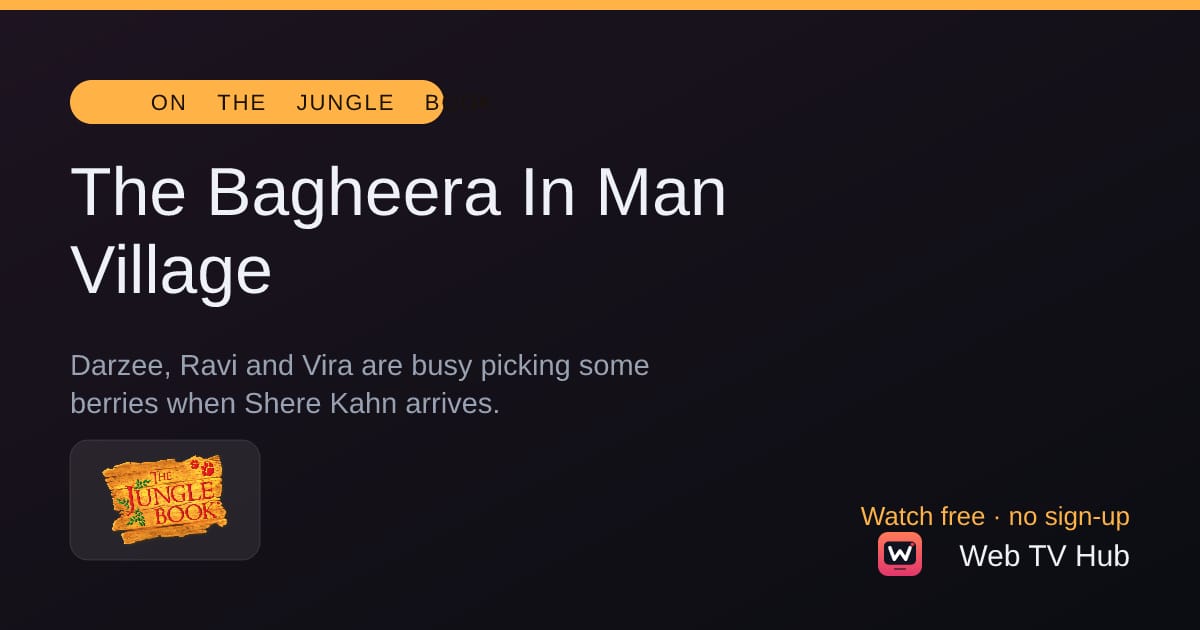 ON THE JUNGLE BOOK
The Bagheera In Man
Village
Darzee, Ravi and Vira are busy picking some
berries when Shere Kahn arrives.
THE
JUNGLE
BOOK
Watch free · no sign-up
W
Web TV Hub